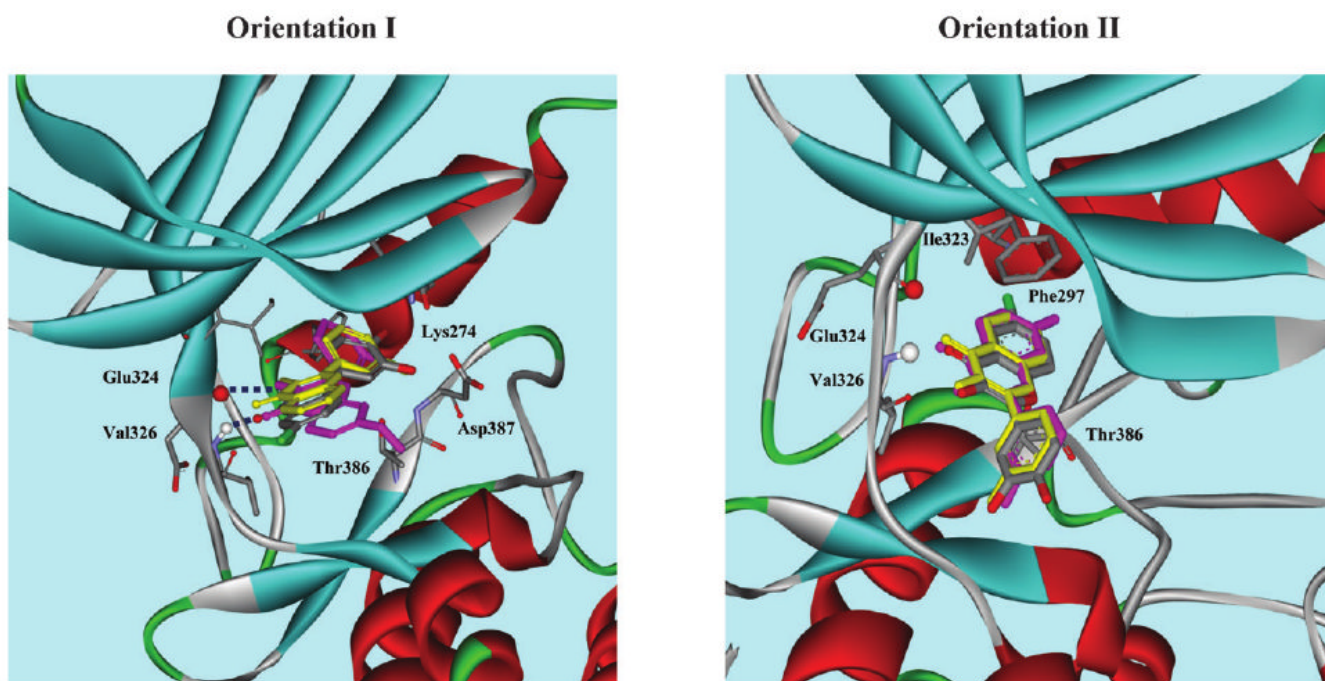 Orientation I
Orientation II
Lys274
Glu324
Val326
Asp387
Thr386
Ile323
Phe297
Glu324
Val326
Thr386